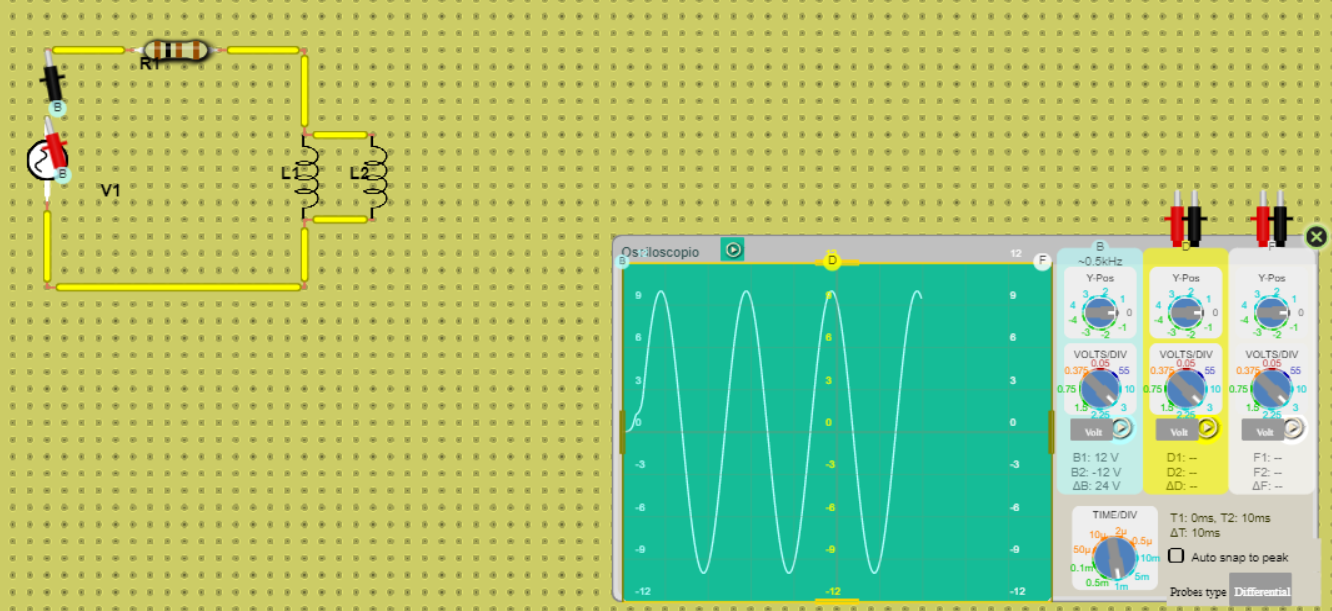 R1
B
B
V1
L1
L2
Osciloscopio
B
12
D
12
F
9
9
9
6
6
6
3
3
3
0
0
0
-3
-3
-3
-6
-6
-6
-9
-9
-9
-12
-12
-12
B
D
F
~0.5kHz
Y-Pos
Y-Pos
Y-Pos
4 3 2 1 0 -1 -2 -3 -4
4 3 2 1 0 -1 -2 -3 -4
4 3 2 1 0 -1 -2 -3 -4
VOLTS/DIV
VOLTS/DIV
VOLTS/DIV
0.75 0.375 0.05 55 10 3 2.25 1.5
0.75 0.375 0.05 55 10 3 2.25 1.5
0.75 0.375 0.05 55 10 3 2.25 1.5
Volt
Volt
Volt
B1: 12 V
B2: -12 V
ΔB: 24 V
D1: --
D2: --
ΔD: --
F1: --
F2: --
ΔF: --
TIME/DIV
50µ 10µ 2µ 0.5µ 10m 5m 1m 0.5m 0.1m
T1: 0ms, T2: 10ms
ΔT: 10ms
Auto snap to peak
Probes type Differential